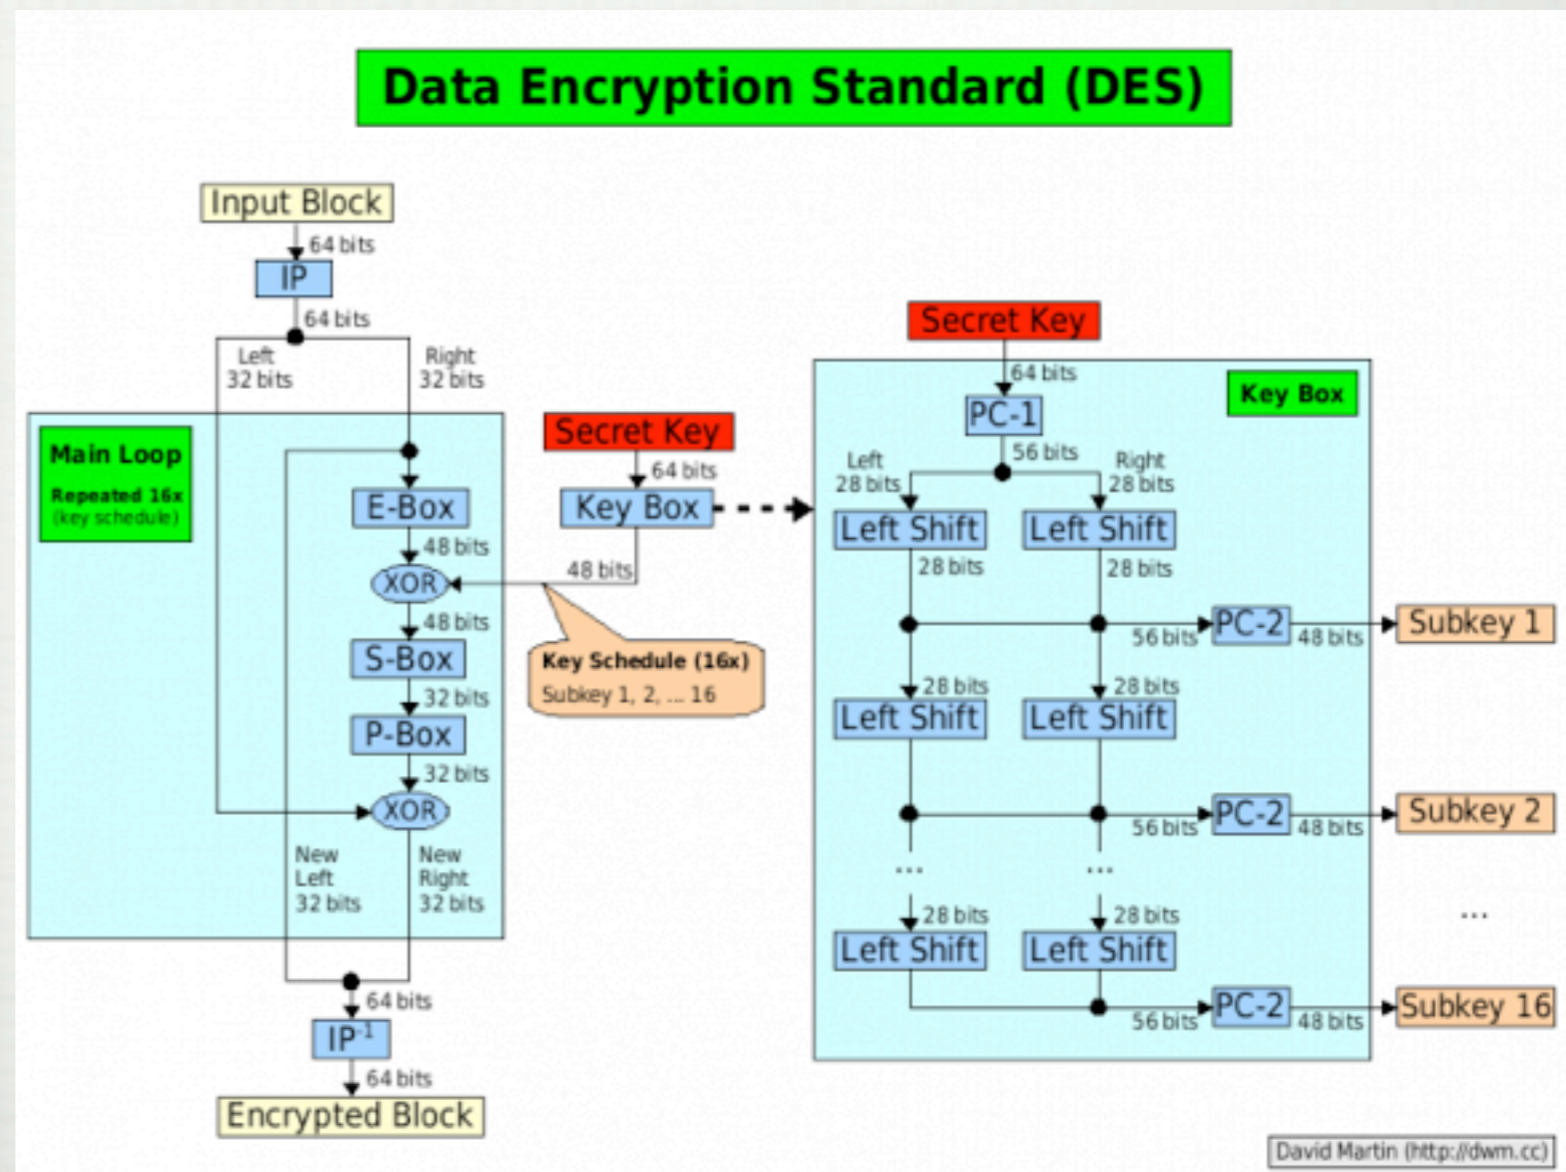 Data Encryption Standard (DES)
Input Block
64 bits
IP
64 bits
Left
32 bits
Right
32 bits
Main Loop
Repeated 16x
(key schedule)
E-Box
48 bits
XOR
48 bits
S-Box
32 bits
P-Box
32 bits
XOR
New
Left
32 bits
New
Right
32 bits
64 bits
IP-1
64 bits
Encrypted Block
Secret Key
64 bits
Key Box
48 bits
Key Schedule (16x)
Subkey 1, 2, ... 16
Secret Key
64 bits
Key Box
PC-1
56 bits
Left
28 bits
Right
28 bits
Left Shift
Left Shift
28 bits
28 bits
56 bits
PC-2
48 bits
Subkey 1
28 bits
28 bits
Left Shift
Left Shift
56 bits
PC-2
48 bits
Subkey 2
...
...
...
28 bits
28 bits
Left Shift
Left Shift
56 bits
PC-2
48 bits
Subkey 16
David Martin (http://dwm.cc)